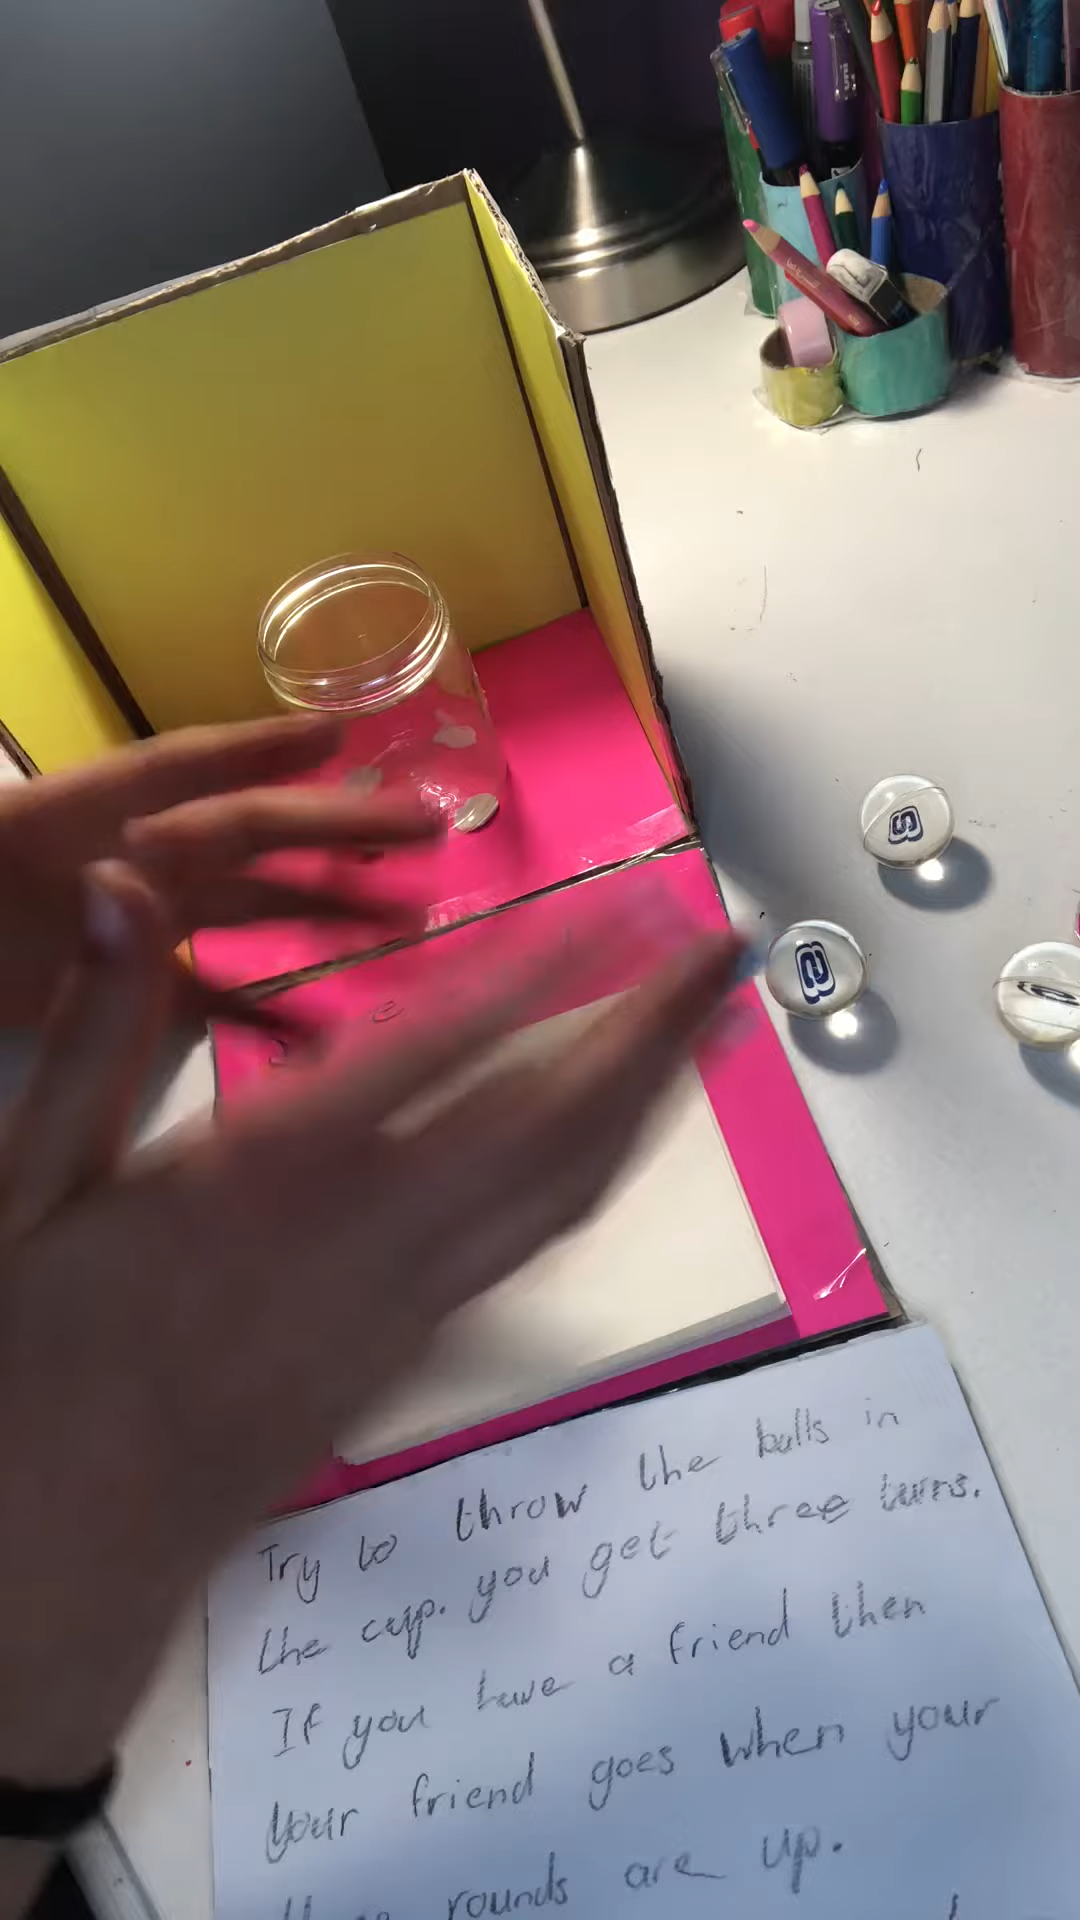 Try to throw the balls in
the cup. you get three turns.
If you have a friend then
your friend goes when your
rounds are up.